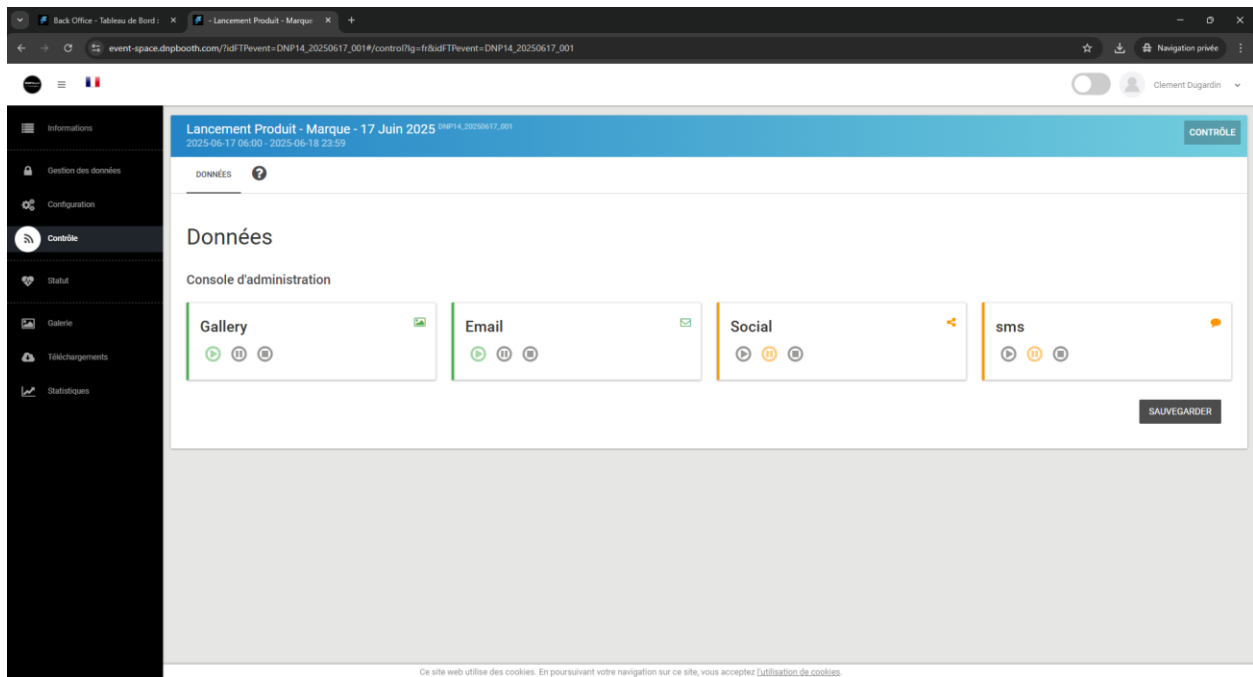 Back Office - Tableau de Bord :
- Lancement Produit - Marque
event-space.dnpbooth.com/?idFTPevent=DNP14_20250617_001#/control?lg=fr&idFTPevent=DNP14_20250617_001
Navigation privée
Clement Dugardin
Informations
Gestion des données
Configuration
Contrôle
Statut
Galerie
Téléchargements
Statistiques
Lancement Produit - Marque - 17 Juin 2025 DNP14_20250617_001
2025-06-17 06:00 - 2025-06-18 23:59
CONTRÔLE
DONNÉES ?
Données
Console d'administration
Gallery
Email
Social
sms
SAUVEGARDER
Ce site web utilise des cookies. En poursuivant votre navigation sur ce site, vous acceptez l'utilisation de cookies.